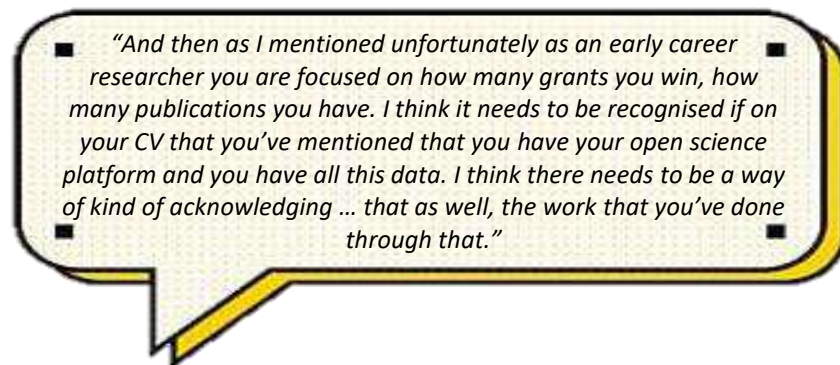 “And then as I mentioned unfortunately as an early career
researcher you are focused on how many grants you win, how
many publications you have. I think it needs to be recognised if on
your CV that you’ve mentioned that you have your open science
platform and you have all this data. I think there needs to be a way
of kind of acknowledging … that as well, the work that you’ve done
through that.”